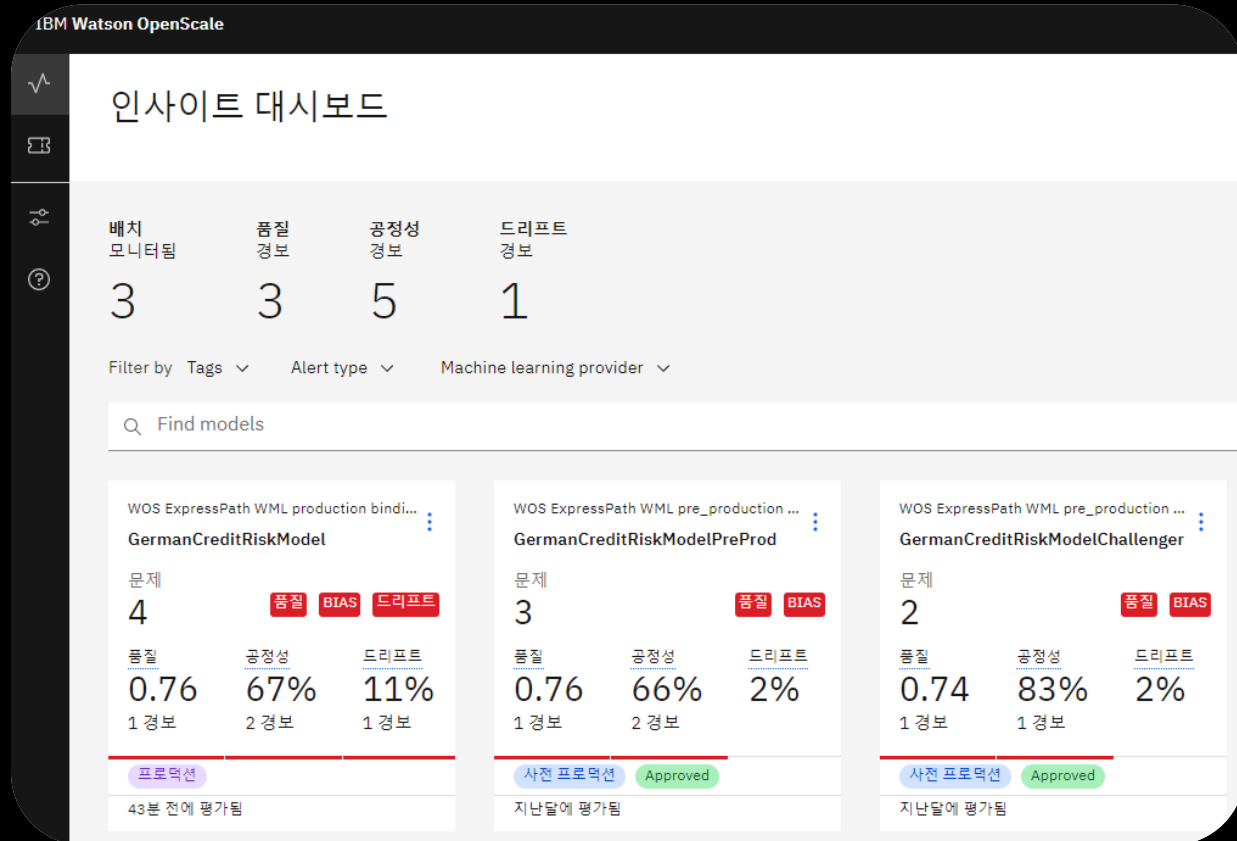 IBM Watson OpenScale
인사이트 대시보드
배치 품질 공정성 드리프트
모니터됨 경보 경보 경보
3 3 5 1
Filter by Tags Alert type Machine learning provider
Find models
WOS ExpressPath WML production bindi...
GermanCreditRiskModel
문제
4 품질 BIAS 드리프트
품질 공정성 드리프트
0.76 67% 11%
1 경보 2 경보 1 경보
프로덕션
43분 전에 평가됨
WOS ExpressPath WML pre_production ...
GermanCreditRiskModelPreProd
문제
3 품질 BIAS
품질 공정성 드리프트
0.76 66% 2%
1 경보 2 경보
사전 프로덕션 Approved
지난달에 평가됨
WOS ExpressPath WML pre_production ...
GermanCreditRiskModelChallenger
문제
2 품질 BIAS
품질 공정성 드리프트
0.74 83% 2%
1 경보 1 경보
사전 프로덕션 Approved
지난달에 평가됨